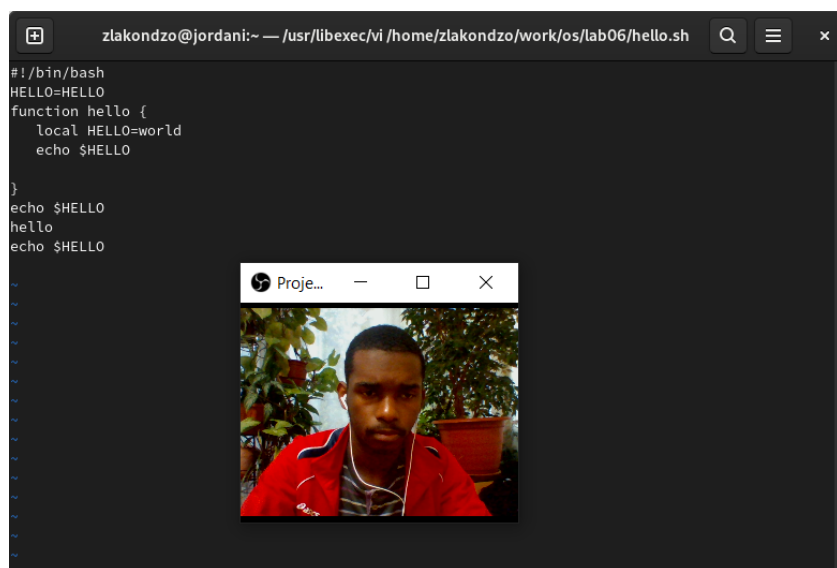 zlakondzo@jordani:~ — /usr/libexec/vi /home/zlakondzo/work/os/lab06/hello.sh
#!/bin/bash
HELLO=HELLO
function hello {
   local HELLO=world
   echo $HELLO
}
echo $HELLO
hello
echo $HELLO
~
~
Proje...
~
~
~
~
~
~
~
~
~
~
~
~
~